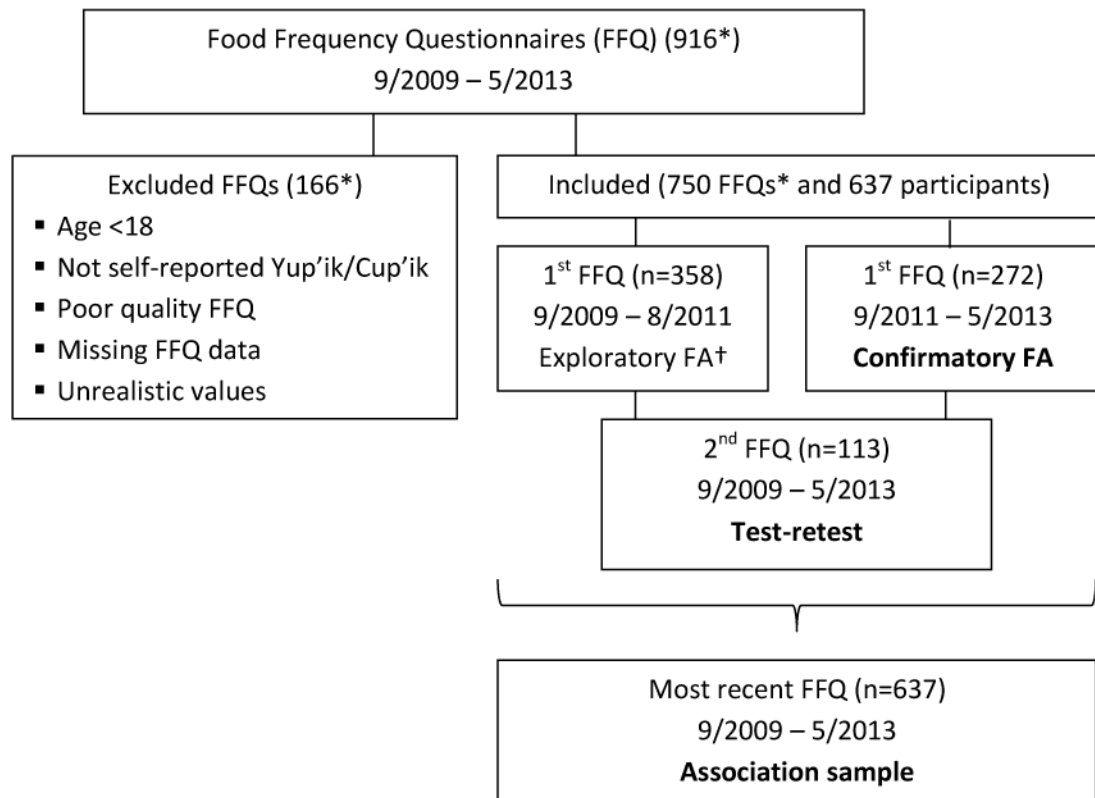 Food Frequency Questionnaires (FFQ) (916*)
9/2009 – 5/2013
Excluded FFQs (166*)
▪ Age <18
▪ Not self-reported Yup’ik/Cup’ik
▪ Poor quality FFQ
▪ Missing FFQ data
▪ Unrealistic values
Included (750 FFQs* and 637 participants)
1st FFQ (n=358)
9/2009 – 8/2011
Exploratory FA†
1st FFQ (n=272)
9/2011 – 5/2013
Confirmatory FA
2nd FFQ (n=113)
9/2009 – 5/2013
Test-retest
Most recent FFQ (n=637)
9/2009 – 5/2013
Association sample